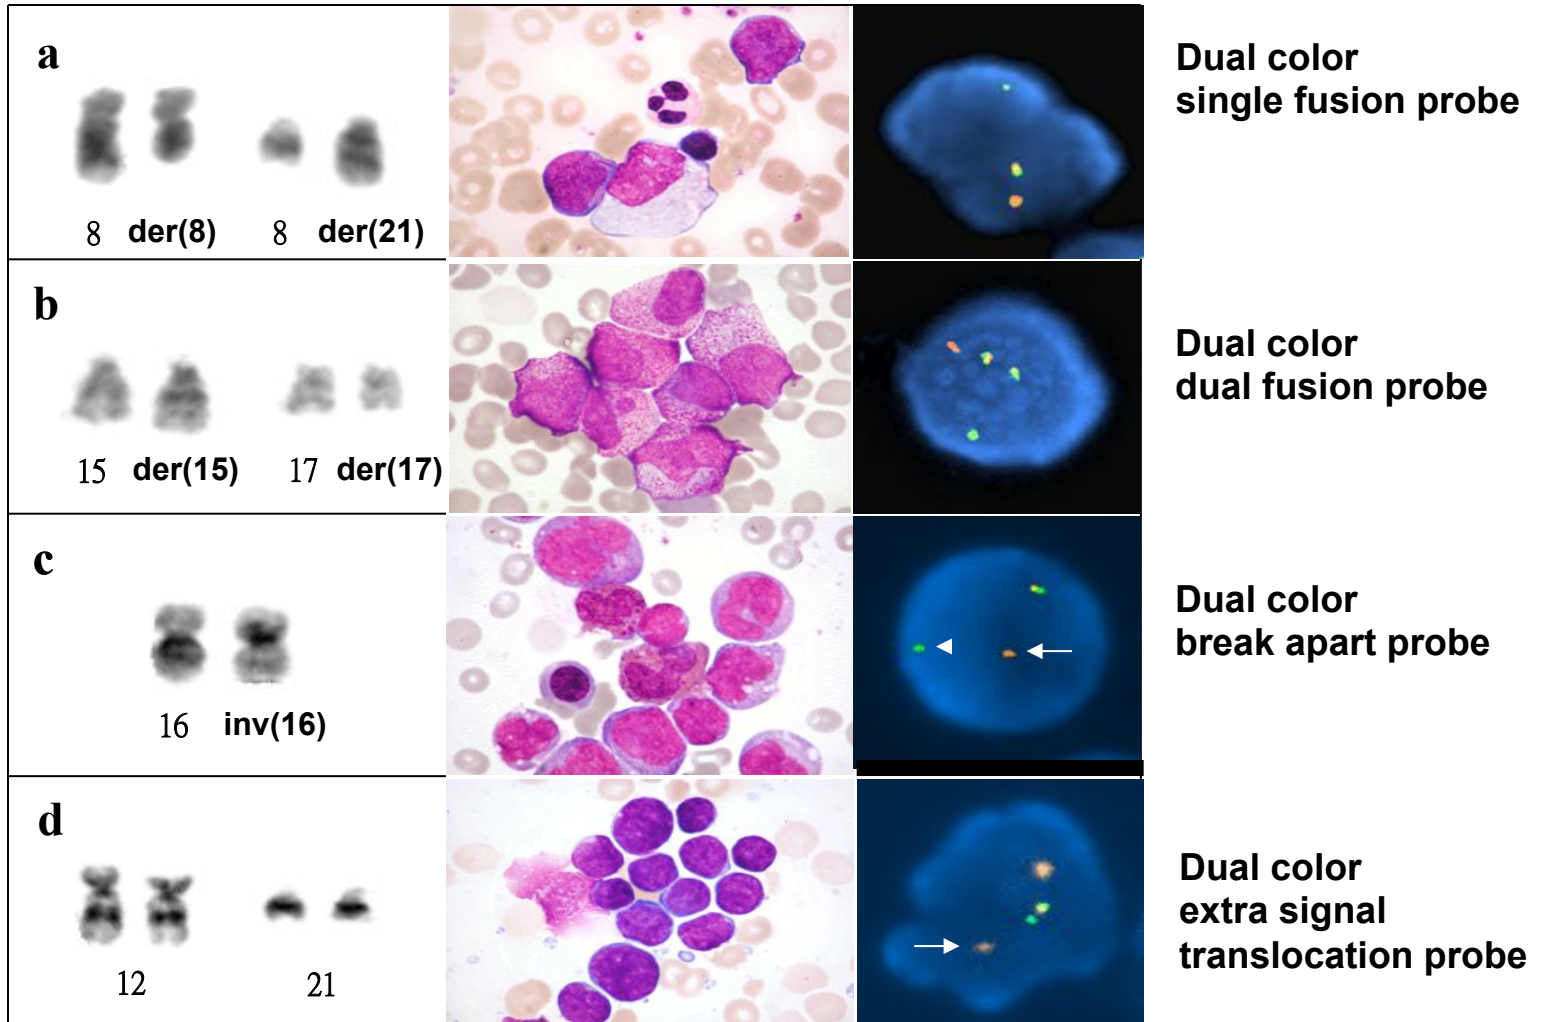 a
8 der(8) 8 der(21)
Dual color
single fusion probe
b
15 der(15) 17 der(17)
Dual color
dual fusion probe
c
16 inv(16)
Dual color
break apart probe
d
12 21
Dual color
extra signal
translocation probe